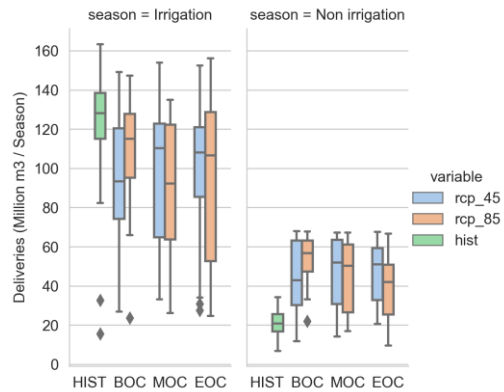 season = Irrigation
season = Non irrigation
Deliveries (Million m3 / Season)
160
140
120
100
80
60
40
20
0
HIST BOC MOC EOC
HIST BOC MOC EOC
variable
rcp_45
rcp_85
hist